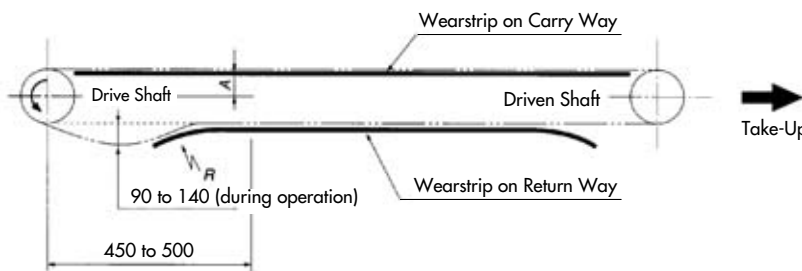 Wearstrip on Carry Way
Drive Shaft
A
Driven Shaft
Take-Up
R
90 to 140 (during operation)
Wearstrip on Return Way
450 to 500